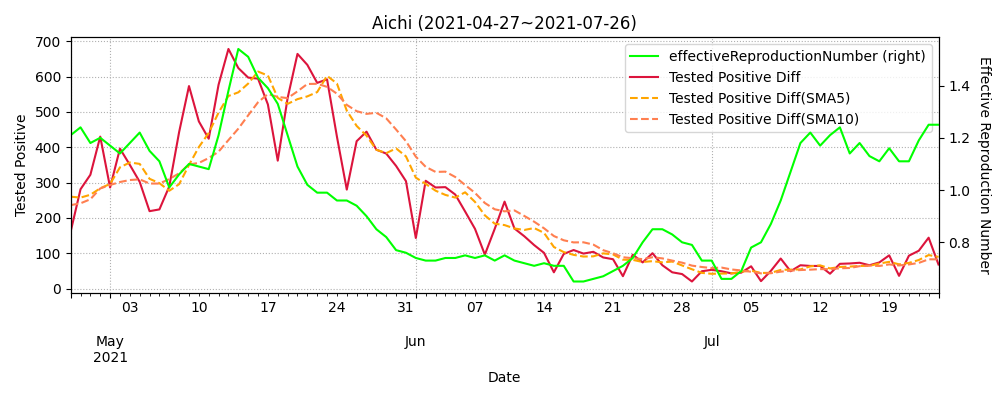 Aichi (2021-04-27~2021-07-26)
effectiveReproductionNumber (right)
Tested Positive Diff
Tested Positive Diff(SMA5)
Tested Positive Diff(SMA10)
Tested Positive
700
600
500
400
300
200
100
0
Effective Reproduction Number
1.4
1.2
1.0
0.8
03 10 17 24 31 07 14 21 28 05 12 19
May Jun Jul
2021
Date